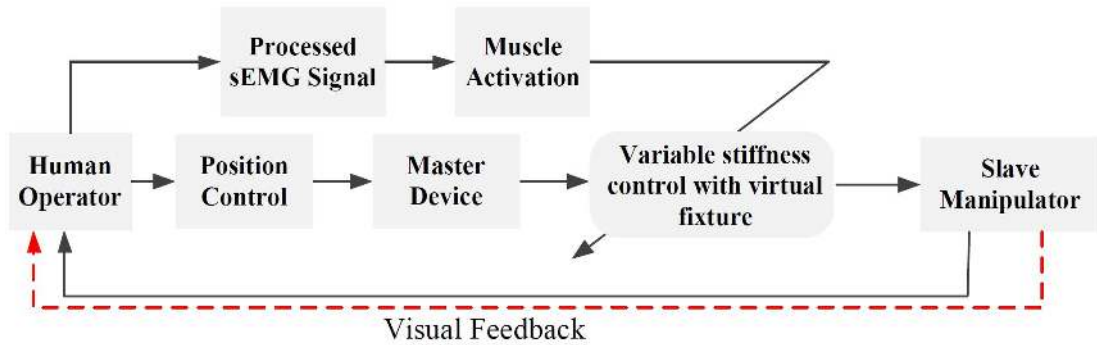 Processed
sEMG Signal
Muscle
Activation
Human
Operator
Position
Control
Master
Device
Variable stiffness
control with virtual
fixture
Slave
Manipulator
Visual Feedback